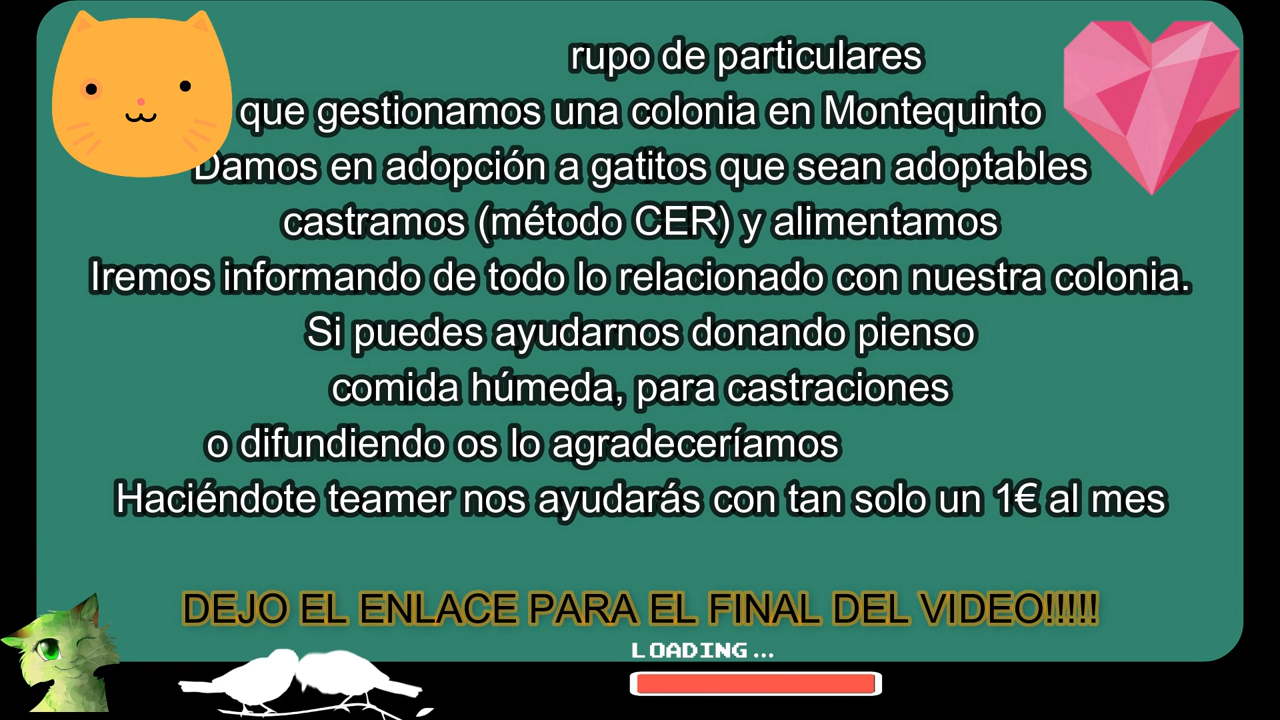 rupo de particulares
que gestionamos una colonia en Montequinto
Damos en adopción a gatitos que sean adoptables
castramos (método CER) y alimentamos
Iremos informando de todo lo relacionado con nuestra colonia.
Si puedes ayudarnos donando pienso
comida húmeda, para castraciones
o difundiendo os lo agradeceríamos
Haciéndote teamer nos ayudarás con tan solo un 1€ al mes
DEJO EL ENLACE PARA EL FINAL DEL VIDEO!!!!!
LOADING...